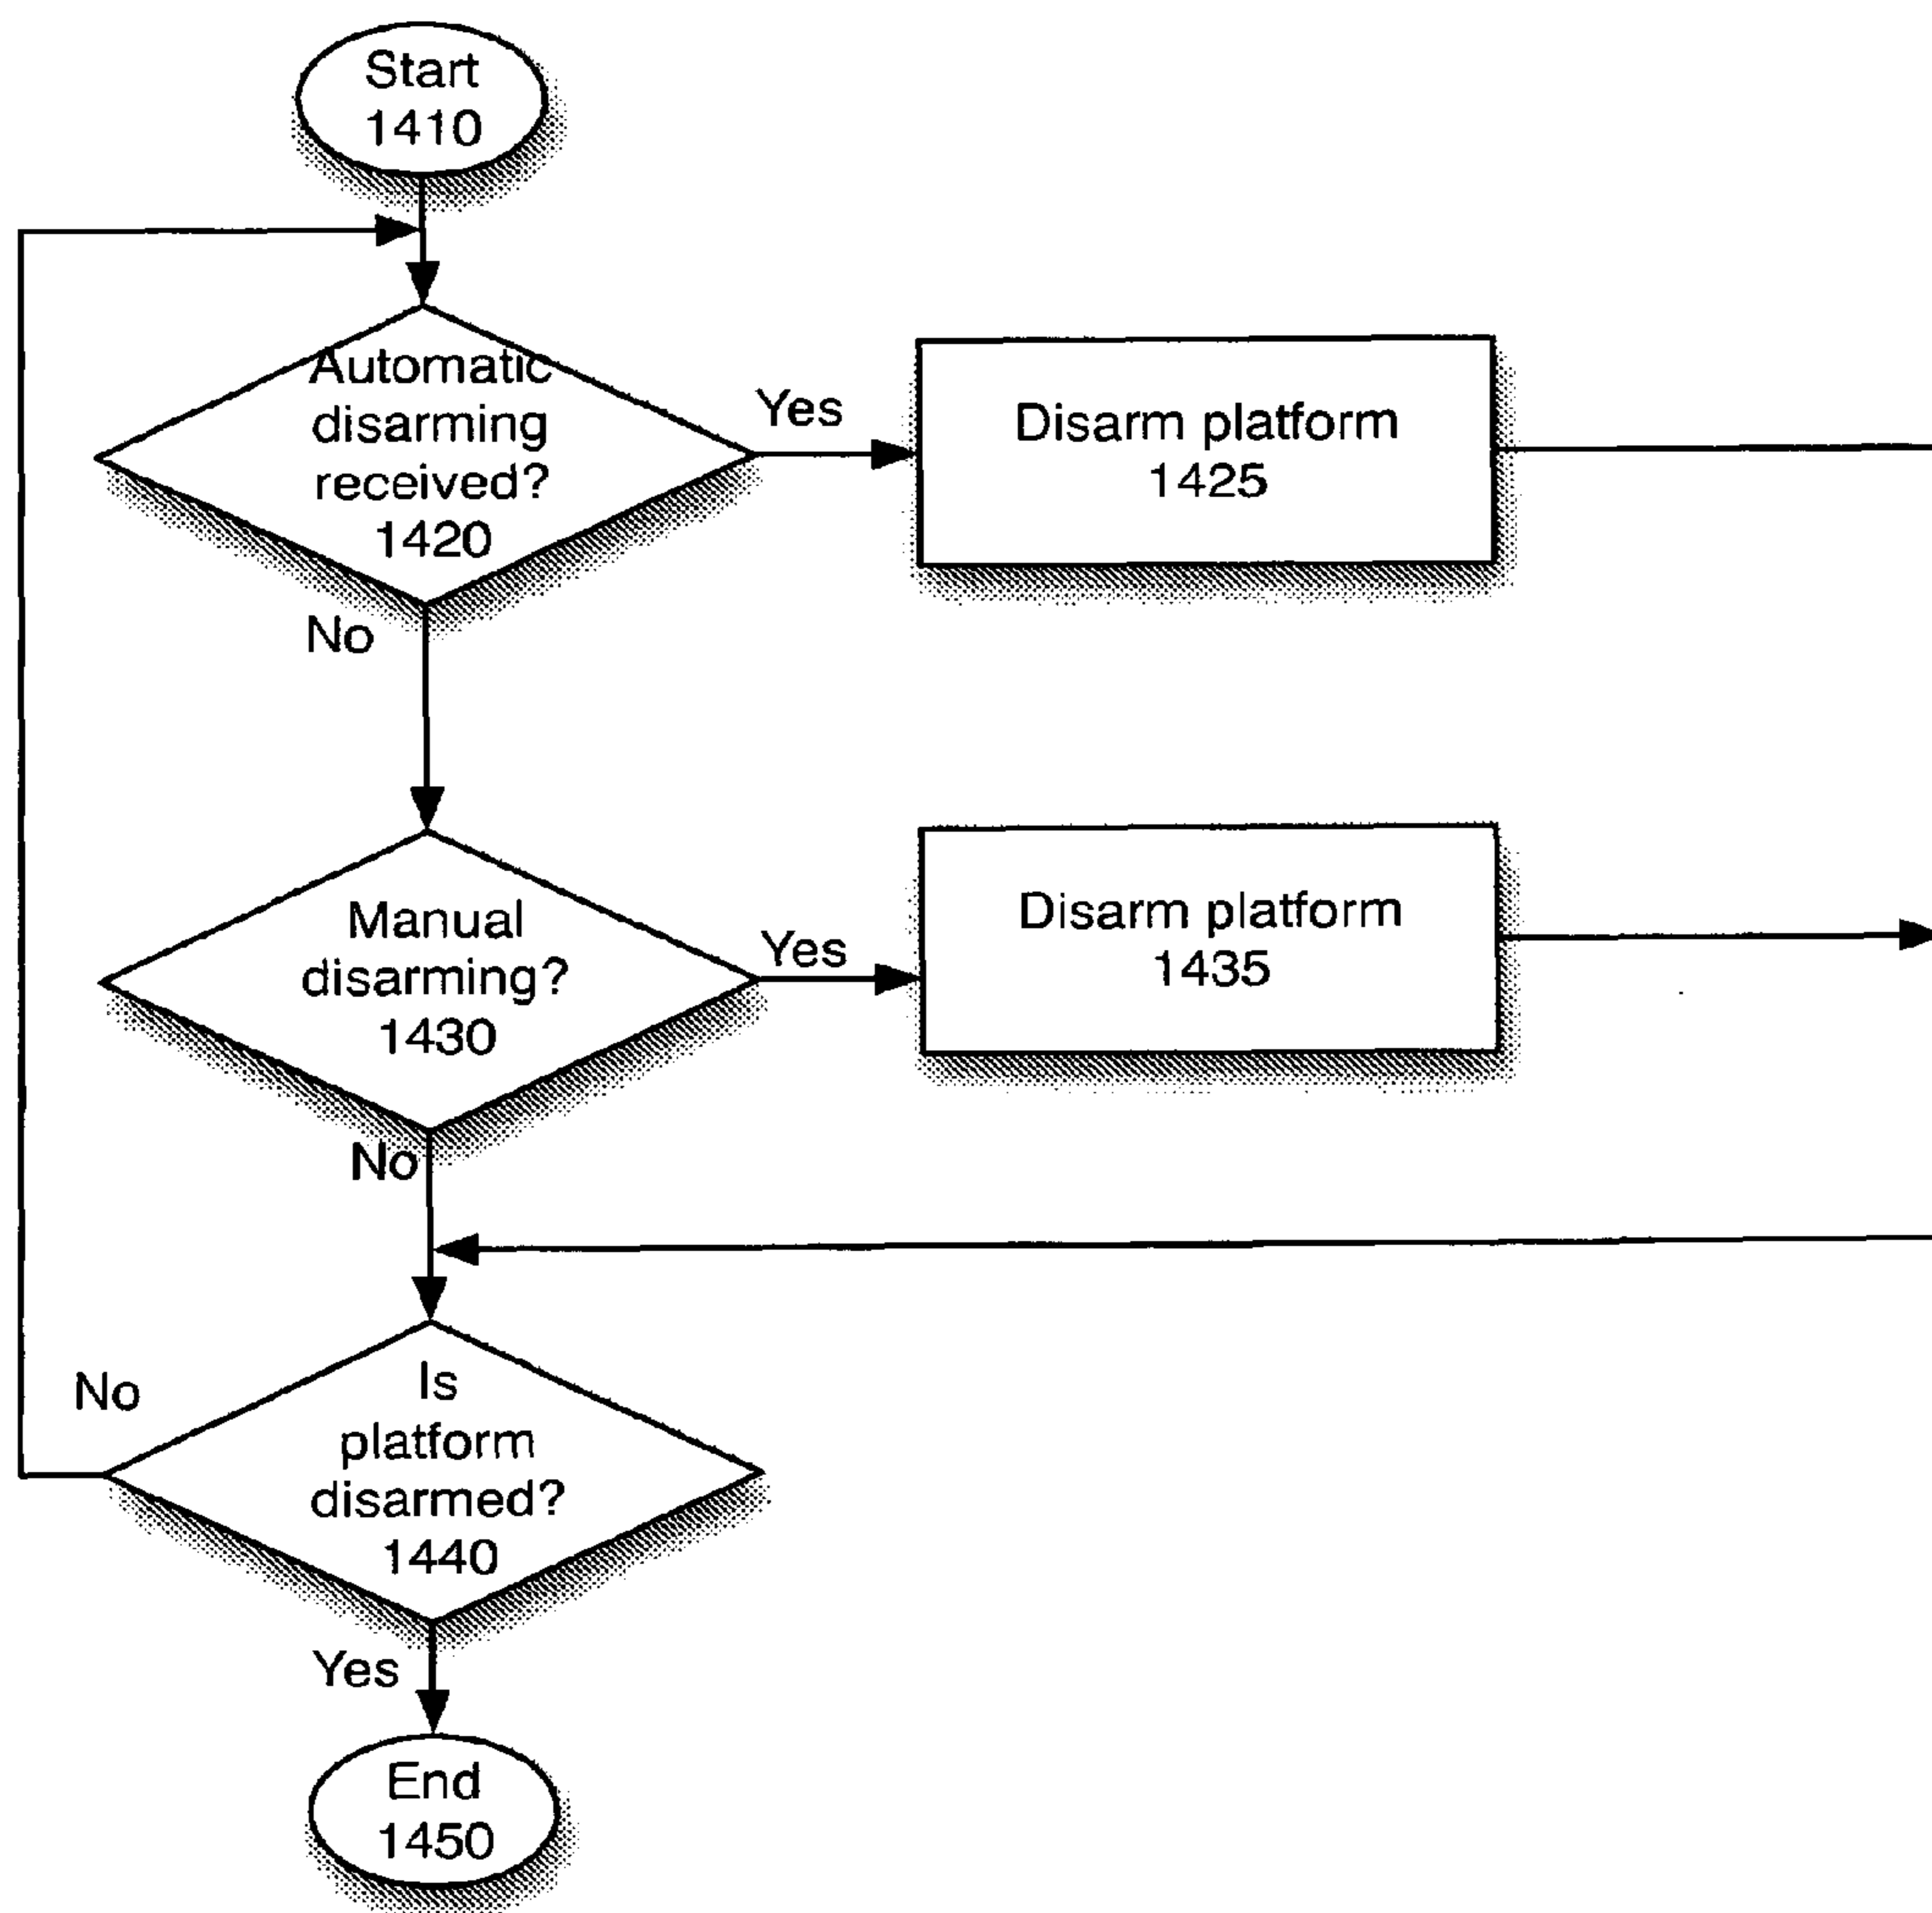 Start
1410
Automatic
disarming
received?
1420
Yes
Disarm platform
1425
No
Manual
disarming?
1430
Yes
Disarm platform
1435
No
Is
platform
disarmed?
1440
No
Yes
End
1450